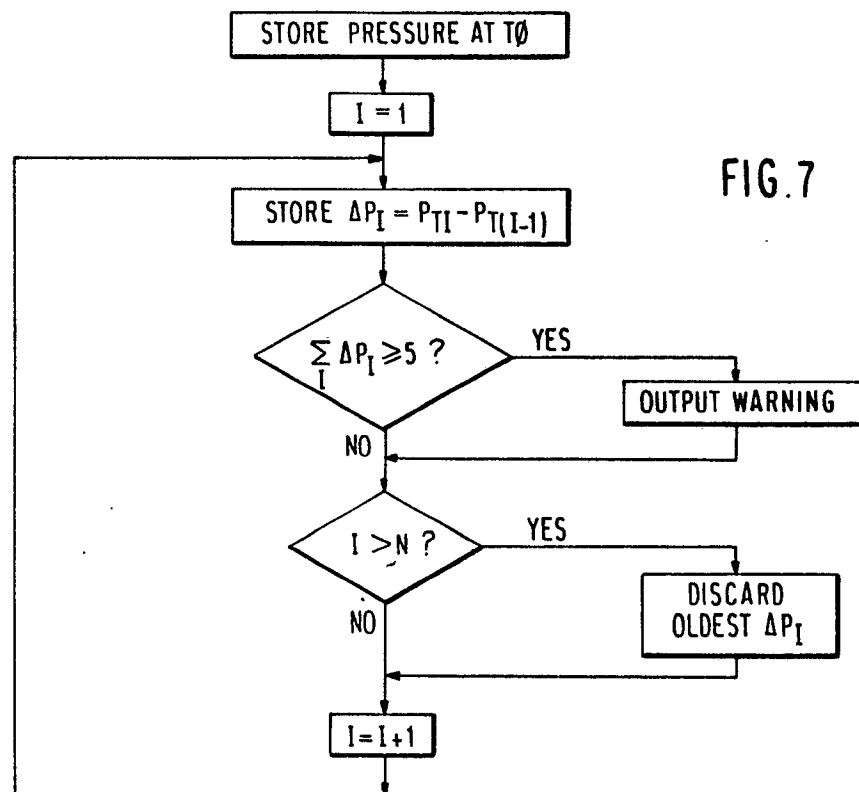 STORE PRESSURE AT TØ
I = 1
FIG.7
STORE ΔP_I = P_TI - P_T(I-1)
∑_I ΔP_I ⩾ 5 ?
YES
OUTPUT WARNING
NO
I > N ?
YES
DISCARD
OLDEST ΔP_I
NO
I = I+1